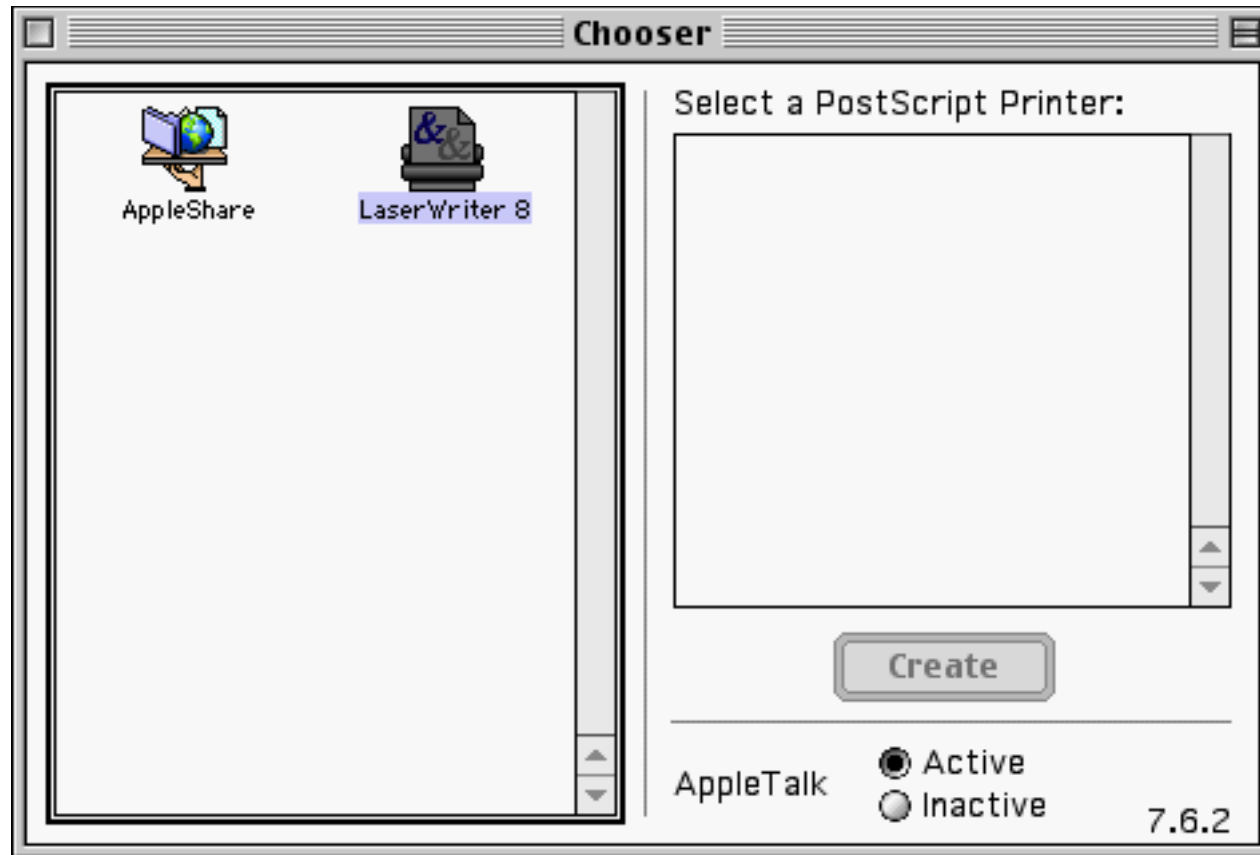 Chooser
AppleShare
LaserWriter 8
Select a PostScript Printer:
Create
AppleTalk
Active
Inactive
7.6.2